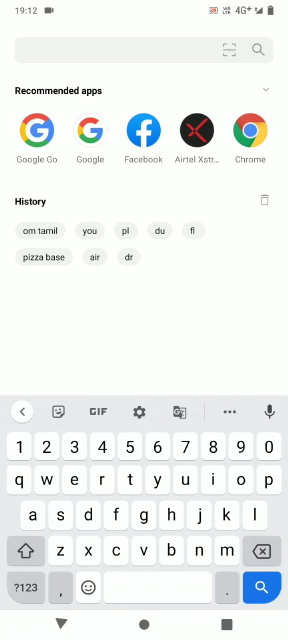 19:12 4G+
Recommended apps
Google Go Google Facebook Airtel Xstr... Chrome
History
om tamil you pl du fl
pizza base air dr
GIF
1 2 3 4 5 6 7 8 9 0
q w e r t y u i o p
a s d f g h j k l
z x c v b n m
?123 , .